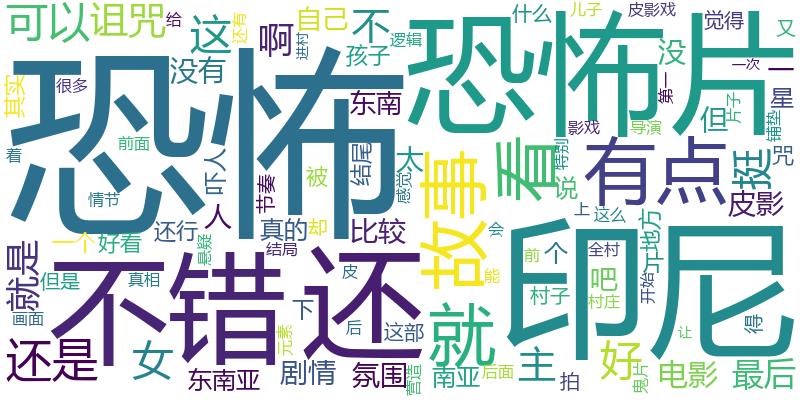 可以
诅咒
给
这
还有
自己
不
什么
儿子
皮影戏
觉得
又
恐怖
恐怖片
啊
进村
孩子
逻辑
没
第一
一次
一
其实
很多
没有
东南
影戏
导演
但
片子
铺垫
星
着
前面
吓人
节奏
被
结尾
太
感觉
故事
看
特别
说
有点
挺
咒
皮影
情节
人
还行
悬疑
真的
却
比较
上
这么
地方
就是
一个
好看
结局
会
前
个
全村
片
但是
真相
不错
还
皮
能
印尼
吧
村子
村庄
开始
画面
下
后
这部
就
让
得
还是
女
元素
东南亚
剧情
氛围
营造
南亚
后面
主
拍
好
鬼片
电影
最后